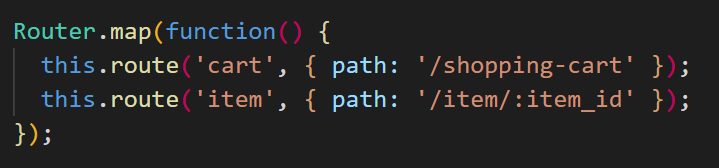 Router.map(function() {
  this.route('cart', { path: '/shopping-cart' });
  this.route('item', { path: '/item/:item_id' });
});